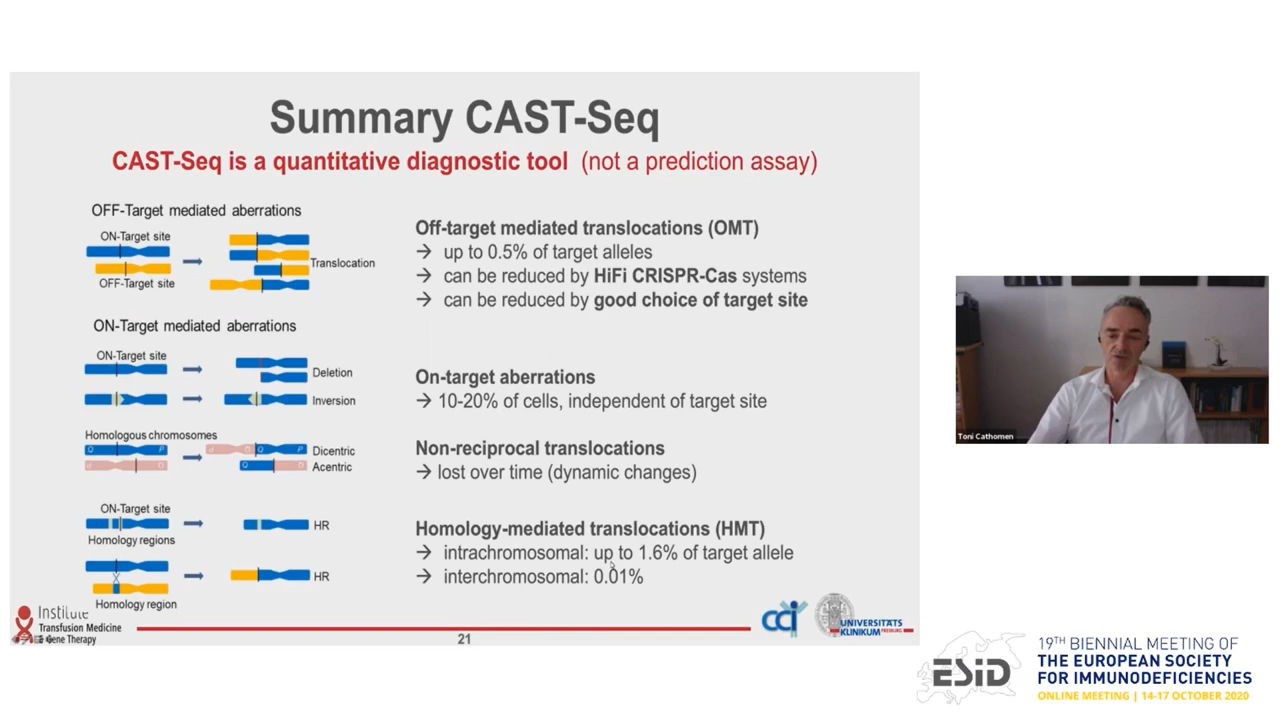 Summary CAST-Seq
CAST-Seq is a quantitative diagnostic tool (not a prediction assay)
OFF-Target mediated aberrations
ON-Target site
Translocation
OFF-Target site
ON-Target mediated aberrations
ON-Target site
Deletion
Inversion
Homologous chromosomes
Q P
Dicentric
Acentric
ON-Target site
HR
Homology regions
HR
Homology region
Off-target mediated translocations (OMT)
→ up to 0.5% of target alleles
→ can be reduced by HiFi CRISPR-Cas systems
→ can be reduced by good choice of target site
On-target aberrations
→ 10-20% of cells, independent of target site
Non-reciprocal translocations
→ lost over time (dynamic changes)
Homology-mediated translocations (HMT)
→ intrachromosomal: up to 1.6% of target allele
→ interchromosomal: 0.01%
Institute
Transfusion Medicine
Gene Therapy
21
CCI
UNIVERSITÄTS
KLINIKUM FREIBURG
Toni Cathomen
ESiD
19TH BIENNIAL MEETING OF
THE EUROPEAN SOCIETY
FOR IMMUNODEFICIENCIES
ONLINE MEETING | 14-17 OCTOBER 2020